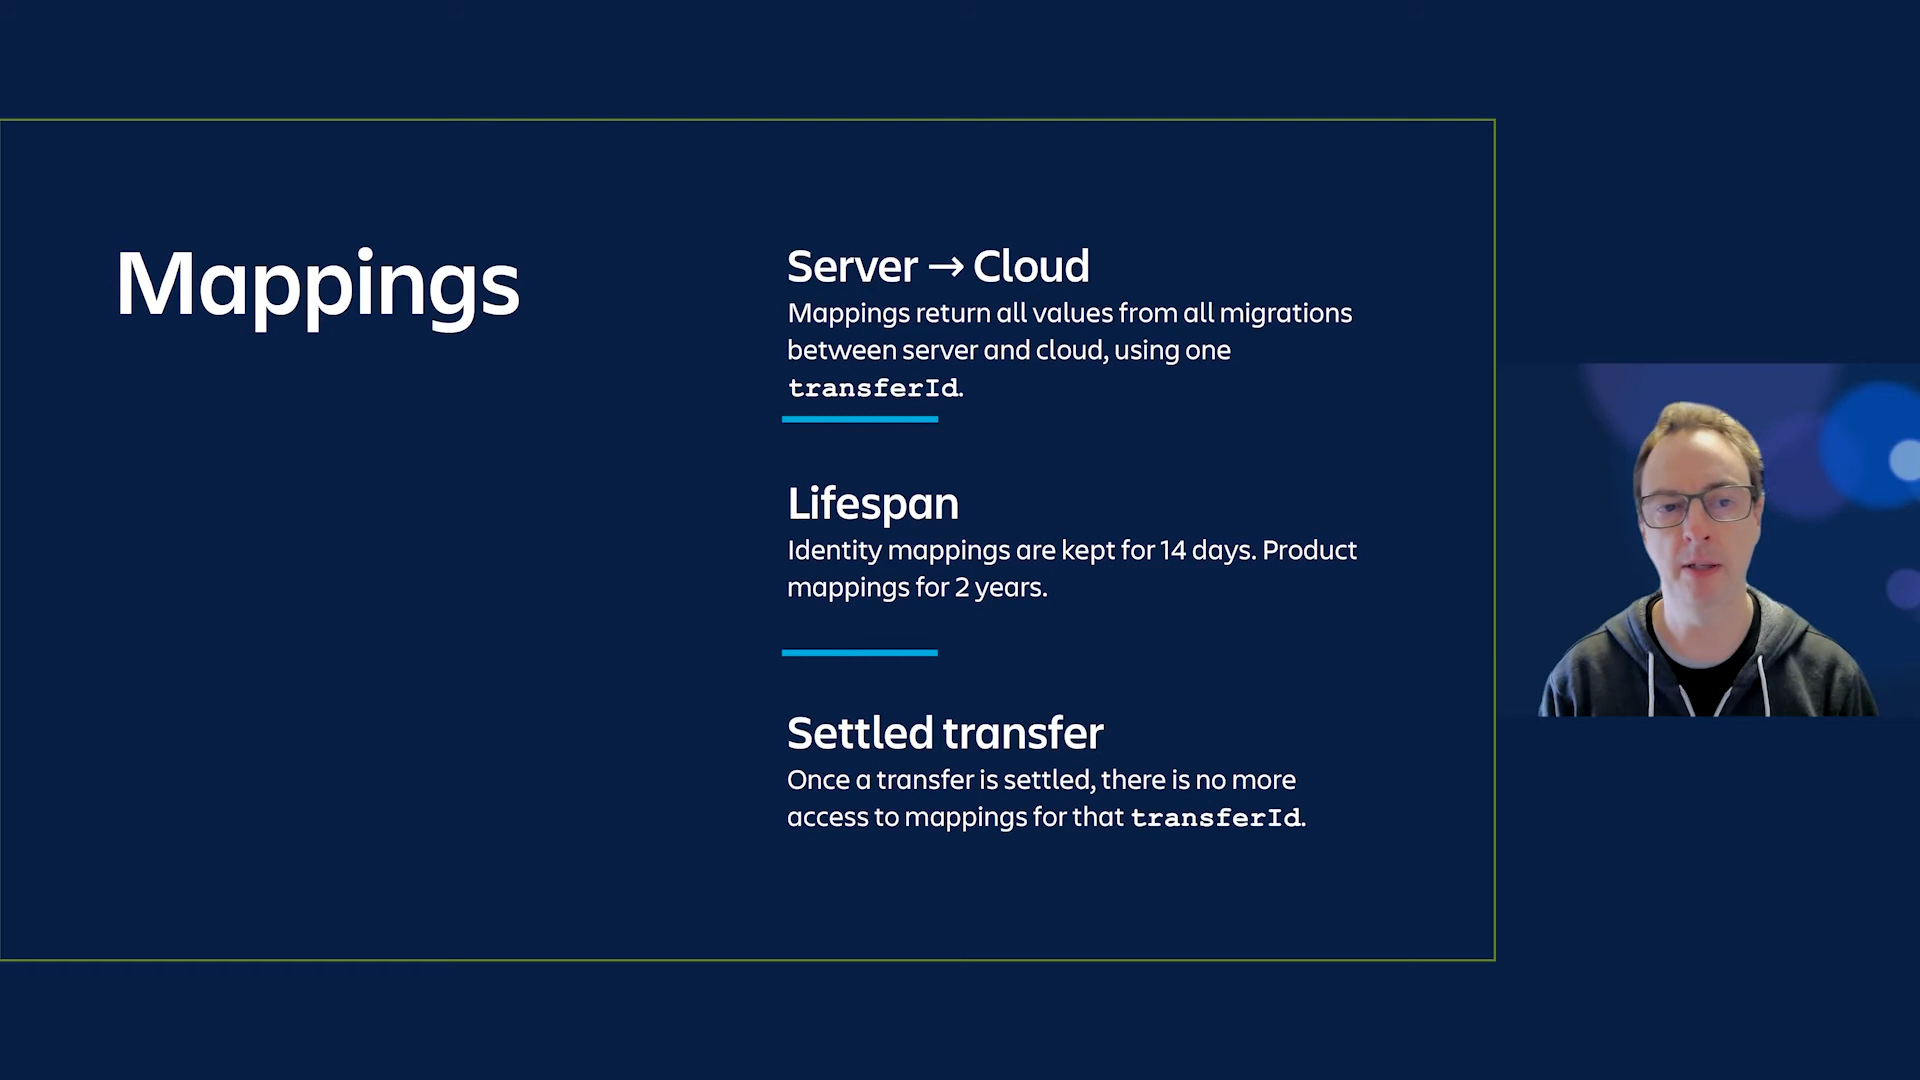 Mappings
Server → Cloud
Mappings return all values from all migrations
between server and cloud, using one
transferId.
Lifespan
Identity mappings are kept for 14 days. Product
mappings for 2 years.
Settled transfer
Once a transfer is settled, there is no more
access to mappings for that transferId.